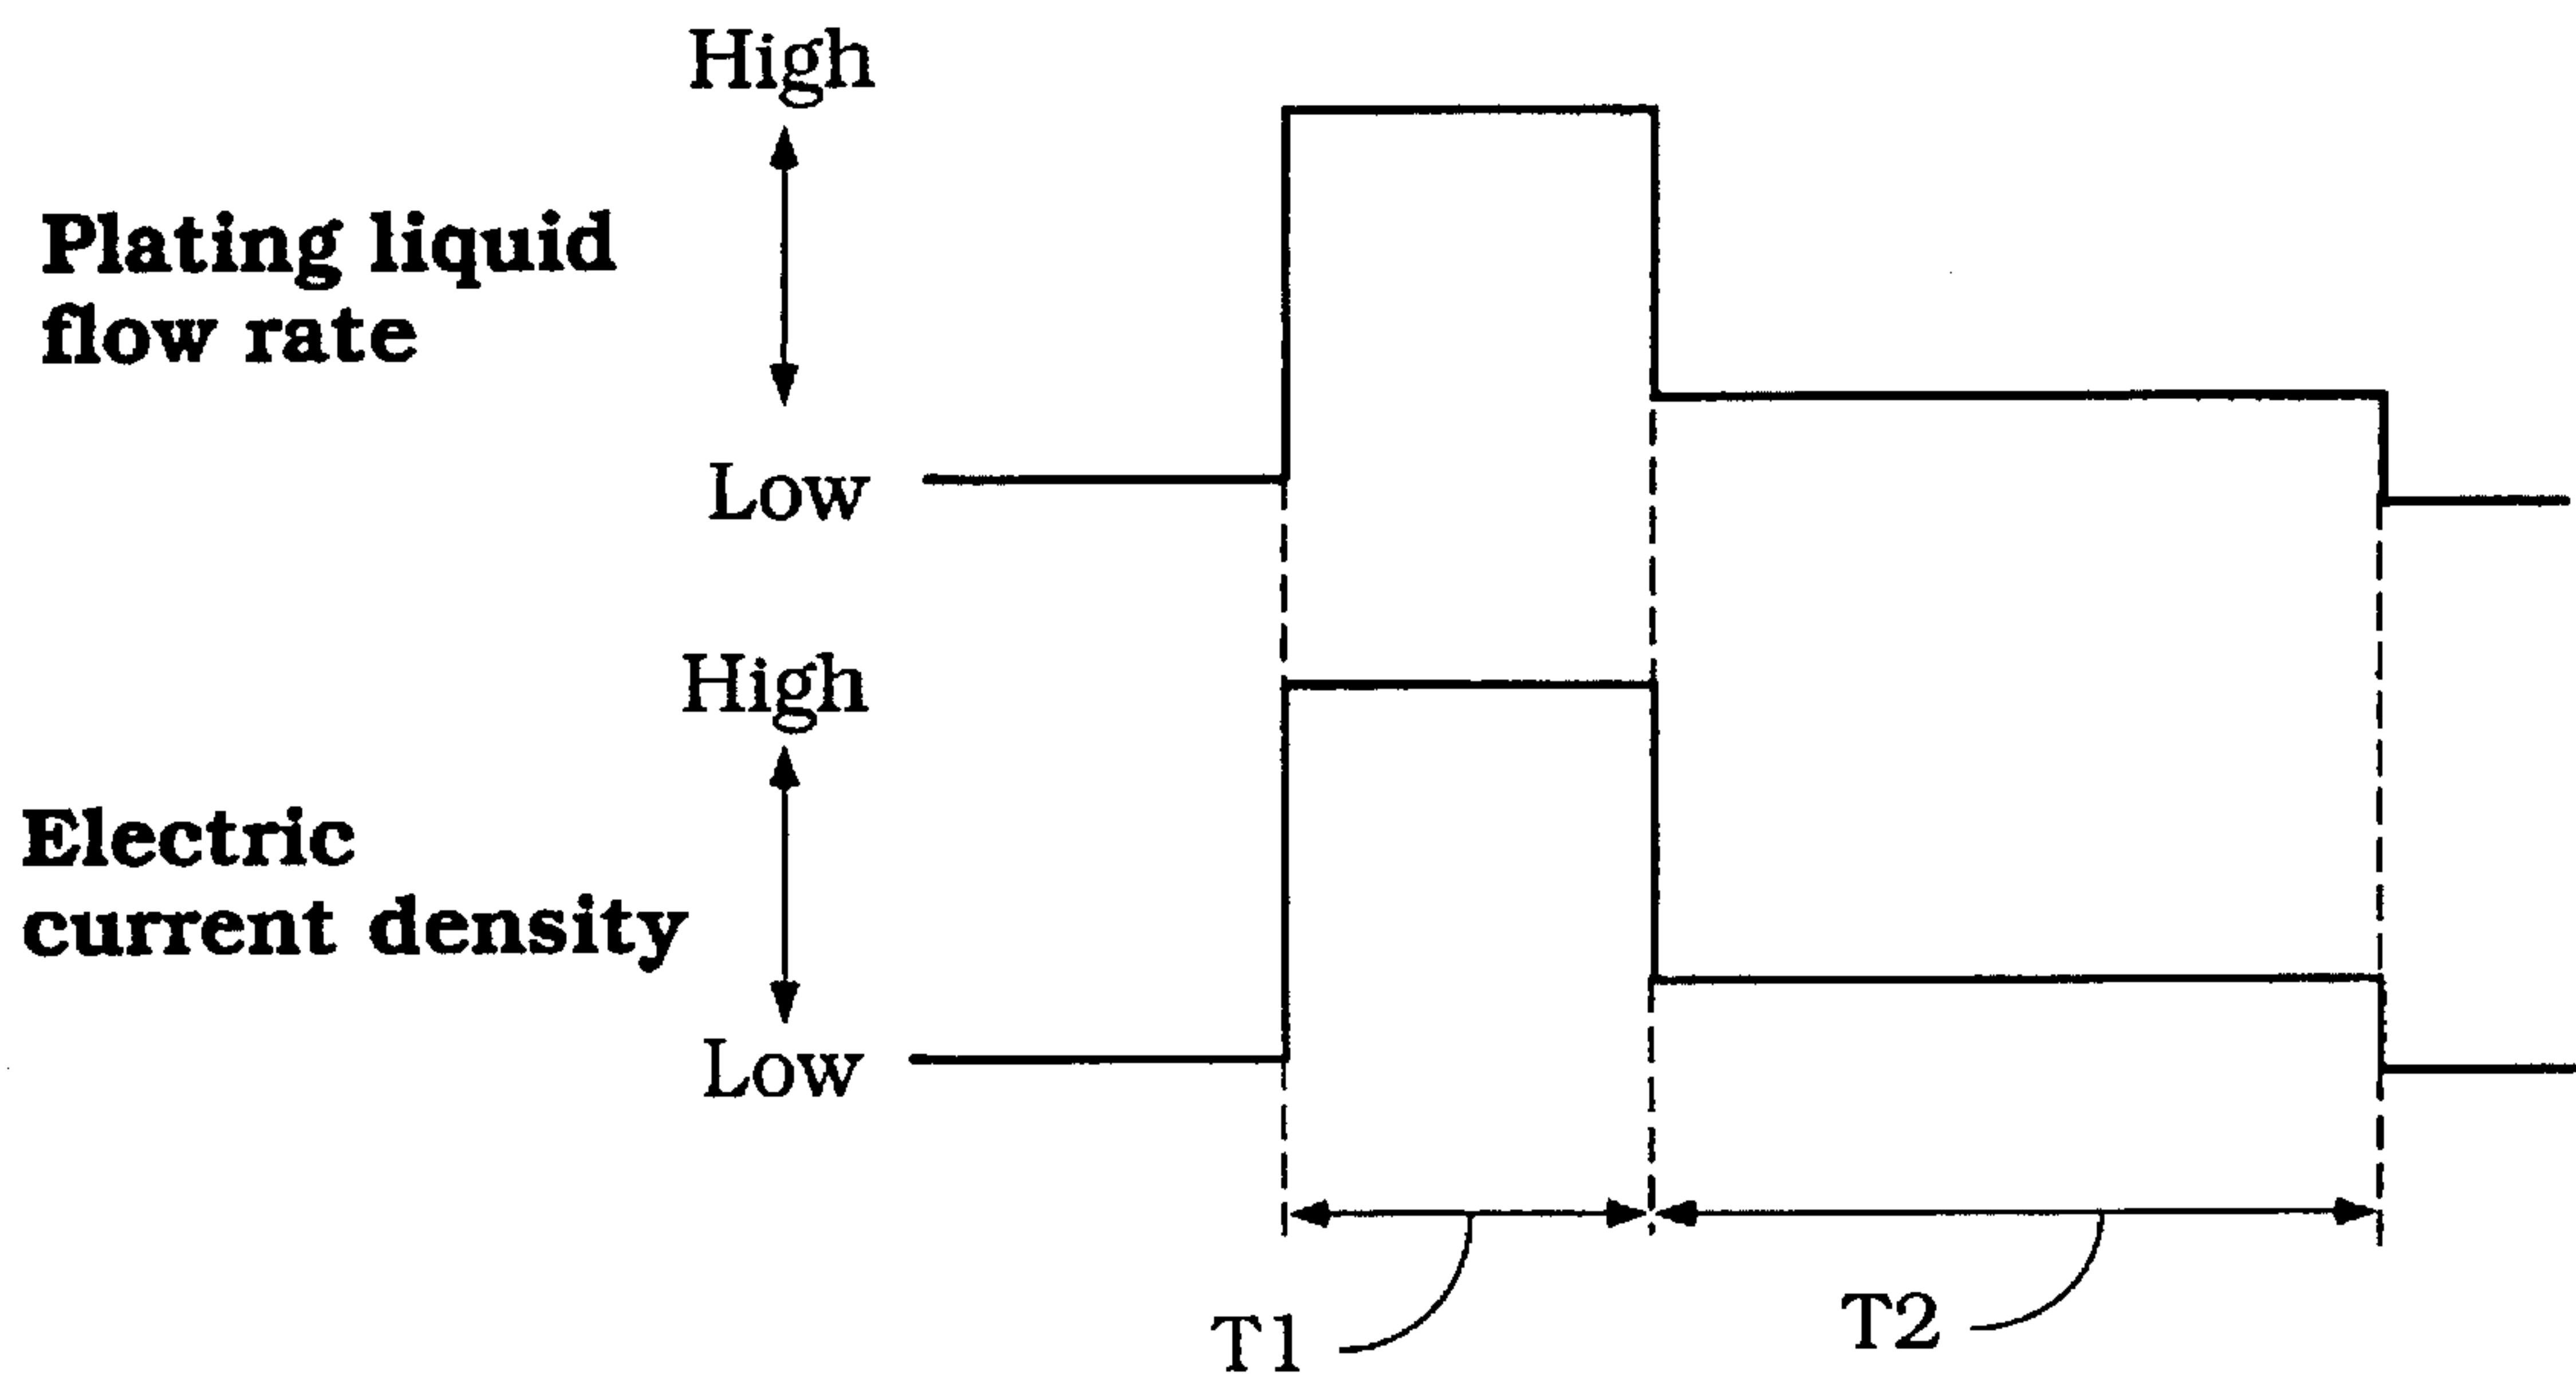 High
Plating liquid
flow rate
Low
High
Electric
current density
Low
T1
T2